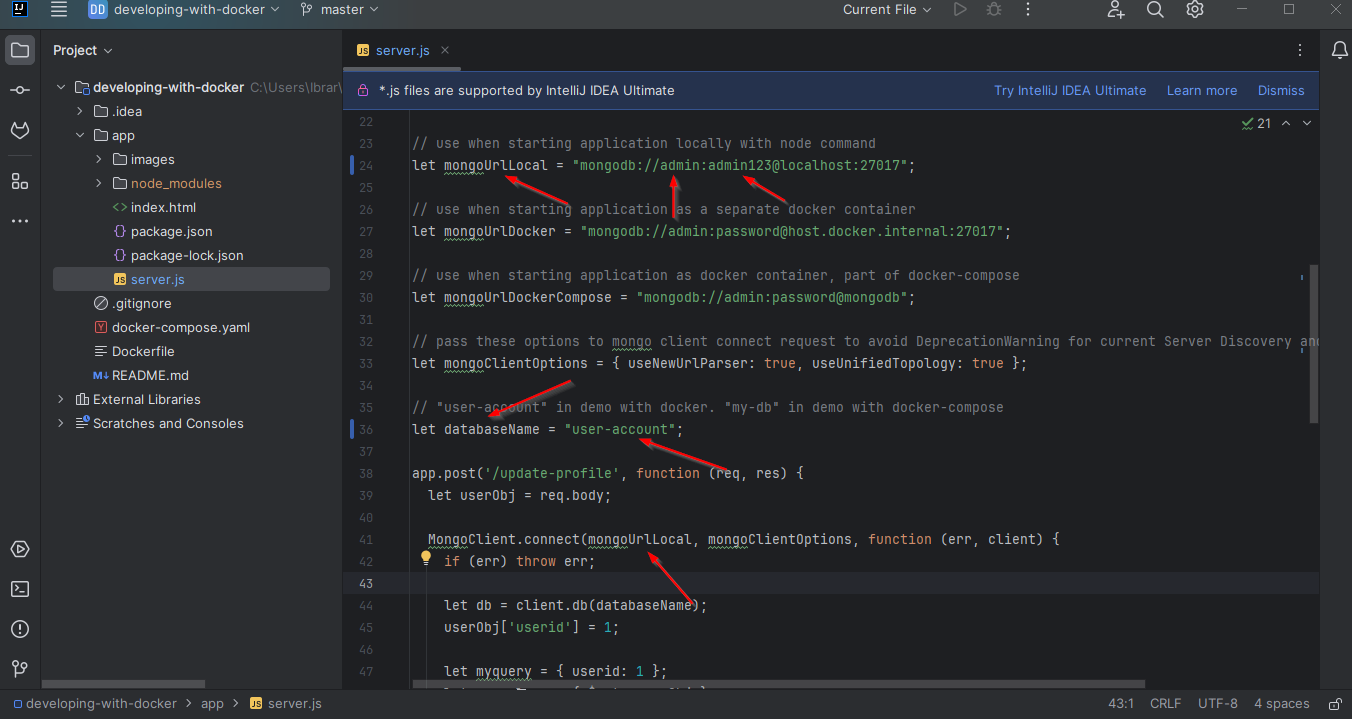 IJ
DD developing-with-docker master Current File
Project
JS server.js
developing-with-docker C:\Users\Ibrar\
*.js files are supported by IntelliJ IDEA Ultimate Try IntelliJ IDEA Ultimate Learn more Dismiss
.idea
app
images
node_modules
<> index.html
{} package.json
{} package-lock.json
JS server.js
.gitignore
Y docker-compose.yaml
Dockerfile
M↓ README.md
External Libraries
Scratches and Consoles
21
22
23 // use when starting application locally with node command
24 let mongoUrlLocal = "mongodb://admin:admin123@localhost:27017";
25
26 // use when starting application as a separate docker container
27 let mongoUrlDocker = "mongodb://admin:password@host.docker.internal:27017";
28
29 // use when starting application as docker container, part of docker-compose
30 let mongoUrlDockerCompose = "mongodb://admin:password@mongodb";
31
32 // pass these options to mongo client connect request to avoid DeprecationWarning for current Server Discovery and
33 let mongoClientOptions = { useNewUrlParser: true, useUnifiedTopology: true };
34
35 // "user-account" in demo with docker. "my-db" in demo with docker-compose
36 let databaseName = "user-account";
37
38 app.post('/update-profile', function (req, res) {
39 let userObj = req.body;
40
41 MongoClient.connect(mongoUrlLocal, mongoClientOptions, function (err, client) {
42 if (err) throw err;
43
44 let db = client.db(databaseName);
45 userObj['userid'] = 1;
46
47 let myquery = { userid: 1 };
developing-with-docker > app > JS server.js 43:1 CRLF UTF-8 4 spaces